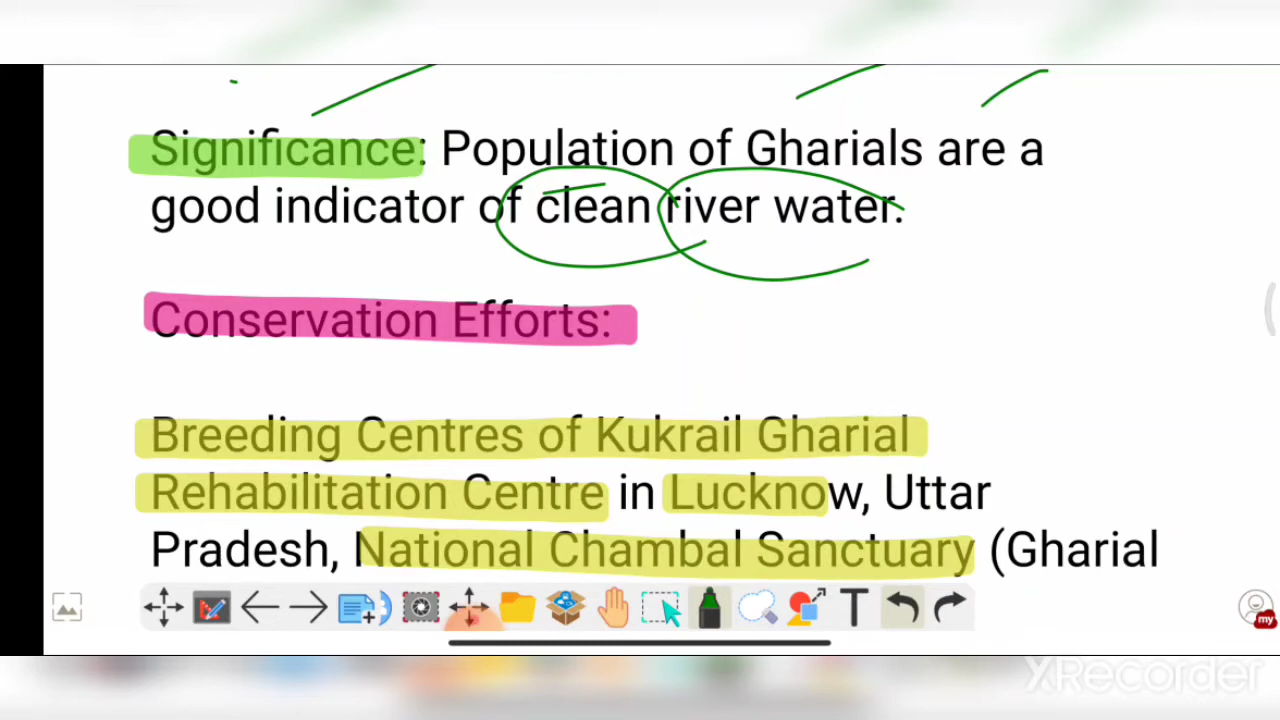 Significance: Population of Gharials are a
good indicator of clean river water.
Conservation Efforts:
Breeding Centres of Kukrail Gharial
Rehabilitation Centre in Lucknow, Uttar
Pradesh, National Chambal Sanctuary (Gharial
T
my
XRecorder